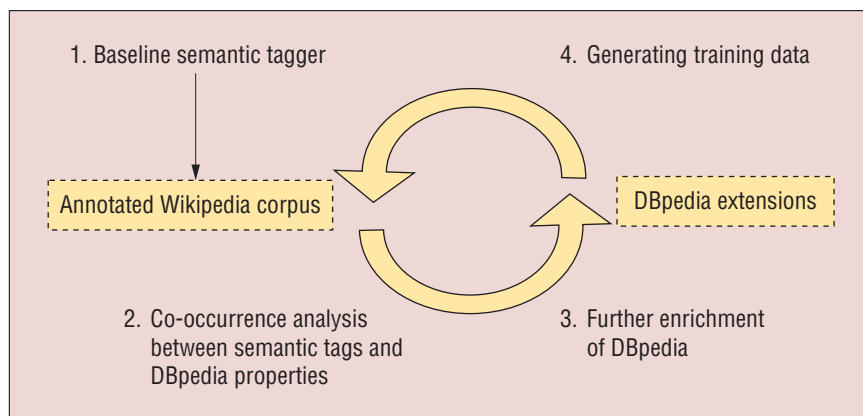 1. Baseline semantic tagger
4. Generating training data
Annotated Wikipedia corpus
DBpedia extensions
2. Co-occurrence analysis
between semantic tags and
DBpedia properties
3. Further enrichment
of DBpedia